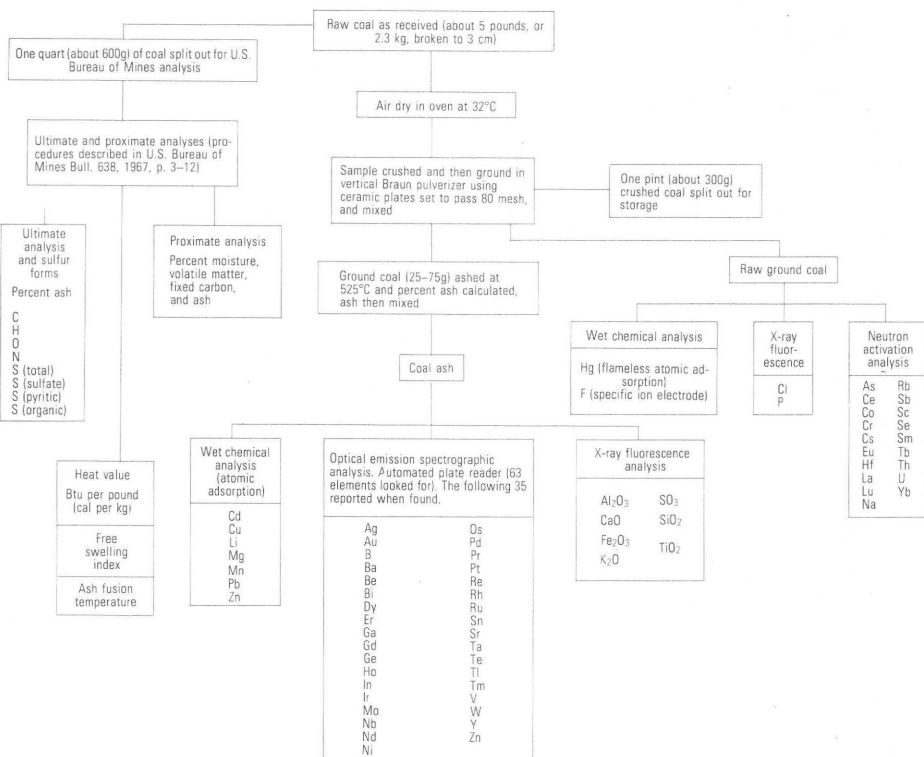 Raw coal as received (about 5 pounds, or
2.3 kg, broken to 3 cm)
One quart (about 600g) of coal split out for U.S.
Bureau of Mines analysis
Air dry in oven at 32°C
Ultimate and proximate analyses (pro-
cedures described in U.S. Bureau of
Mines Bull. 638, 1967, p. 3–12)
Sample crushed and then ground in
vertical Braun pulverizer using
ceramic plates set to pass 80 mesh,
and mixed
One pint (about 300g)
crushed coal split out for
storage
Ultimate
analysis
and sulfur
forms
Percent ash
C
H
O
N
S (total)
S (sulfate)
S (pyritic)
S (organic)
Proximate analysis
Percent moisture,
volatile matter,
fixed carbon,
and ash
Ground coal (25–75g) ashed at
525°C and percent ash calculated,
ash then mixed
Raw ground coal
Wet chemical analysis
Hg (flameless atomic ad-
sorption)
F (specific ion electrode)
X-ray
fluor-
escence
Cl
P
Neutron
activation
analysis
As Rb
Ce Sb
Co Sc
Cr Se
Cs Sm
Eu Tb
Hf Th
La U
Lu Yb
Na
Coal ash
Heat value
Btu per pound
(cal per kg)
Free
swelling
index
Ash fusion
temperature
Wet chemical
analysis
(atomic
adsorption)
Cd
Cu
Li
Mg
Mn
Pb
Zn
Optical emission spectrographic
analysis. Automated plate reader (63
elements looked for). The following 35
reported when found.
Ag Os
Au Pd
B Pr
Ba Pt
Be Re
Bi Rh
Dy Ru
Er Sn
Ga Sr
Gd Ta
Ge Te
Ho Tl
In Tm
Ir V
Mo W
Nb Y
Nd Zn
Ni
X-ray fluorescence
analysis
Al₂O₃ SO₃
CaO SiO₂
Fe₂O₃ TiO₂
K₂O